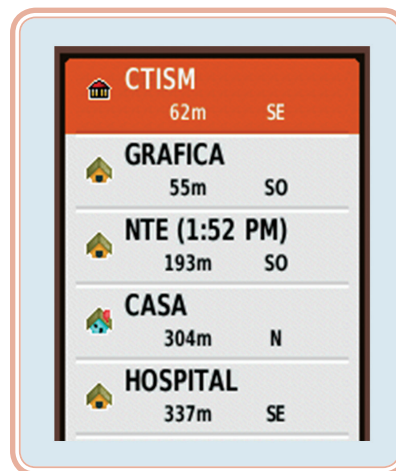 CTISM
62m SE
GRAFICA
55m SO
NTE (1:52 PM)
193m SO
CASA
304m N
HOSPITAL
337m SE